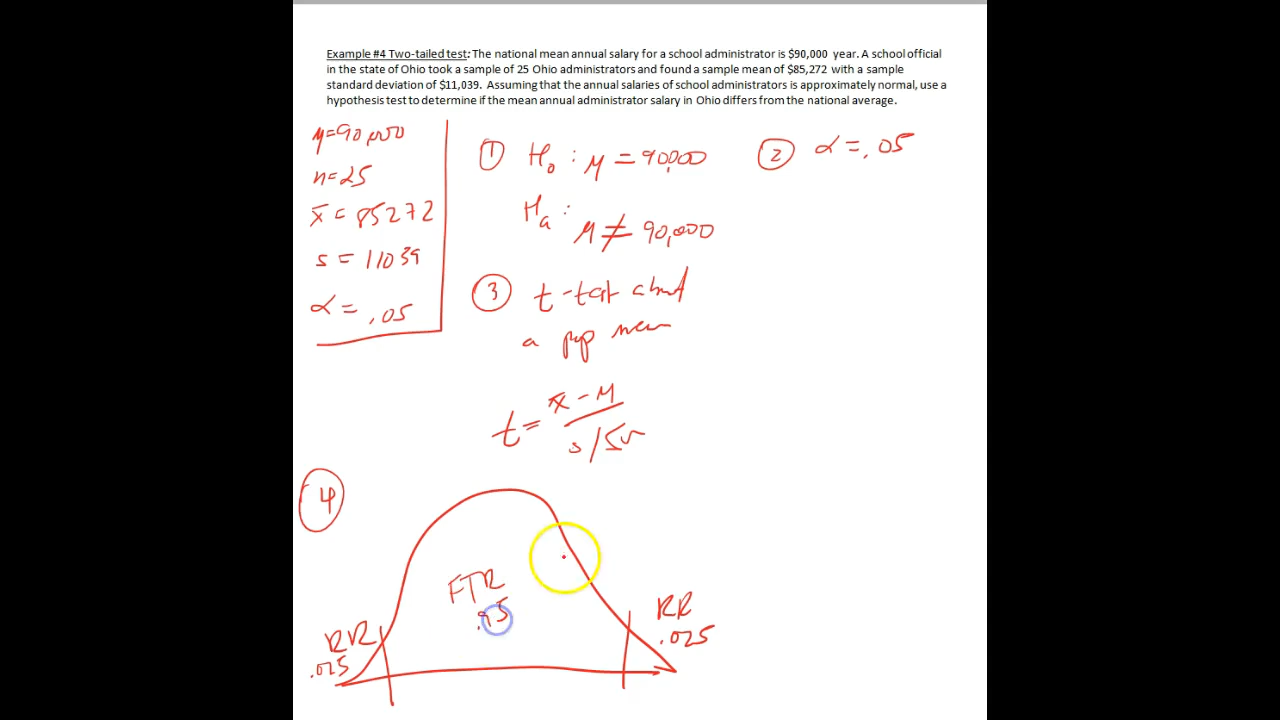 Example #4 Two-tailed test: The national mean annual salary for a school administrator is $90,000 year. A school official
in the state of Ohio took a sample of 25 Ohio administrators and found a sample mean of $85,272 with a sample
standard deviation of $11,039. Assuming that the annual salaries of school administrators is approximately normal, use a
hypothesis test to determine if the mean annual administrator salary in Ohio differs from the national average.
μ=90,000
n=25
x̄ = 85272
s = 11039
α = .05
① H₀ : μ = 90,000
Hₐ :
μ ≠ 90,000
② α = .05
③ t-test about
a pop mean
t = x̄ - μ
s/√n
④
FTR
.95
RR
.025
RR
.025